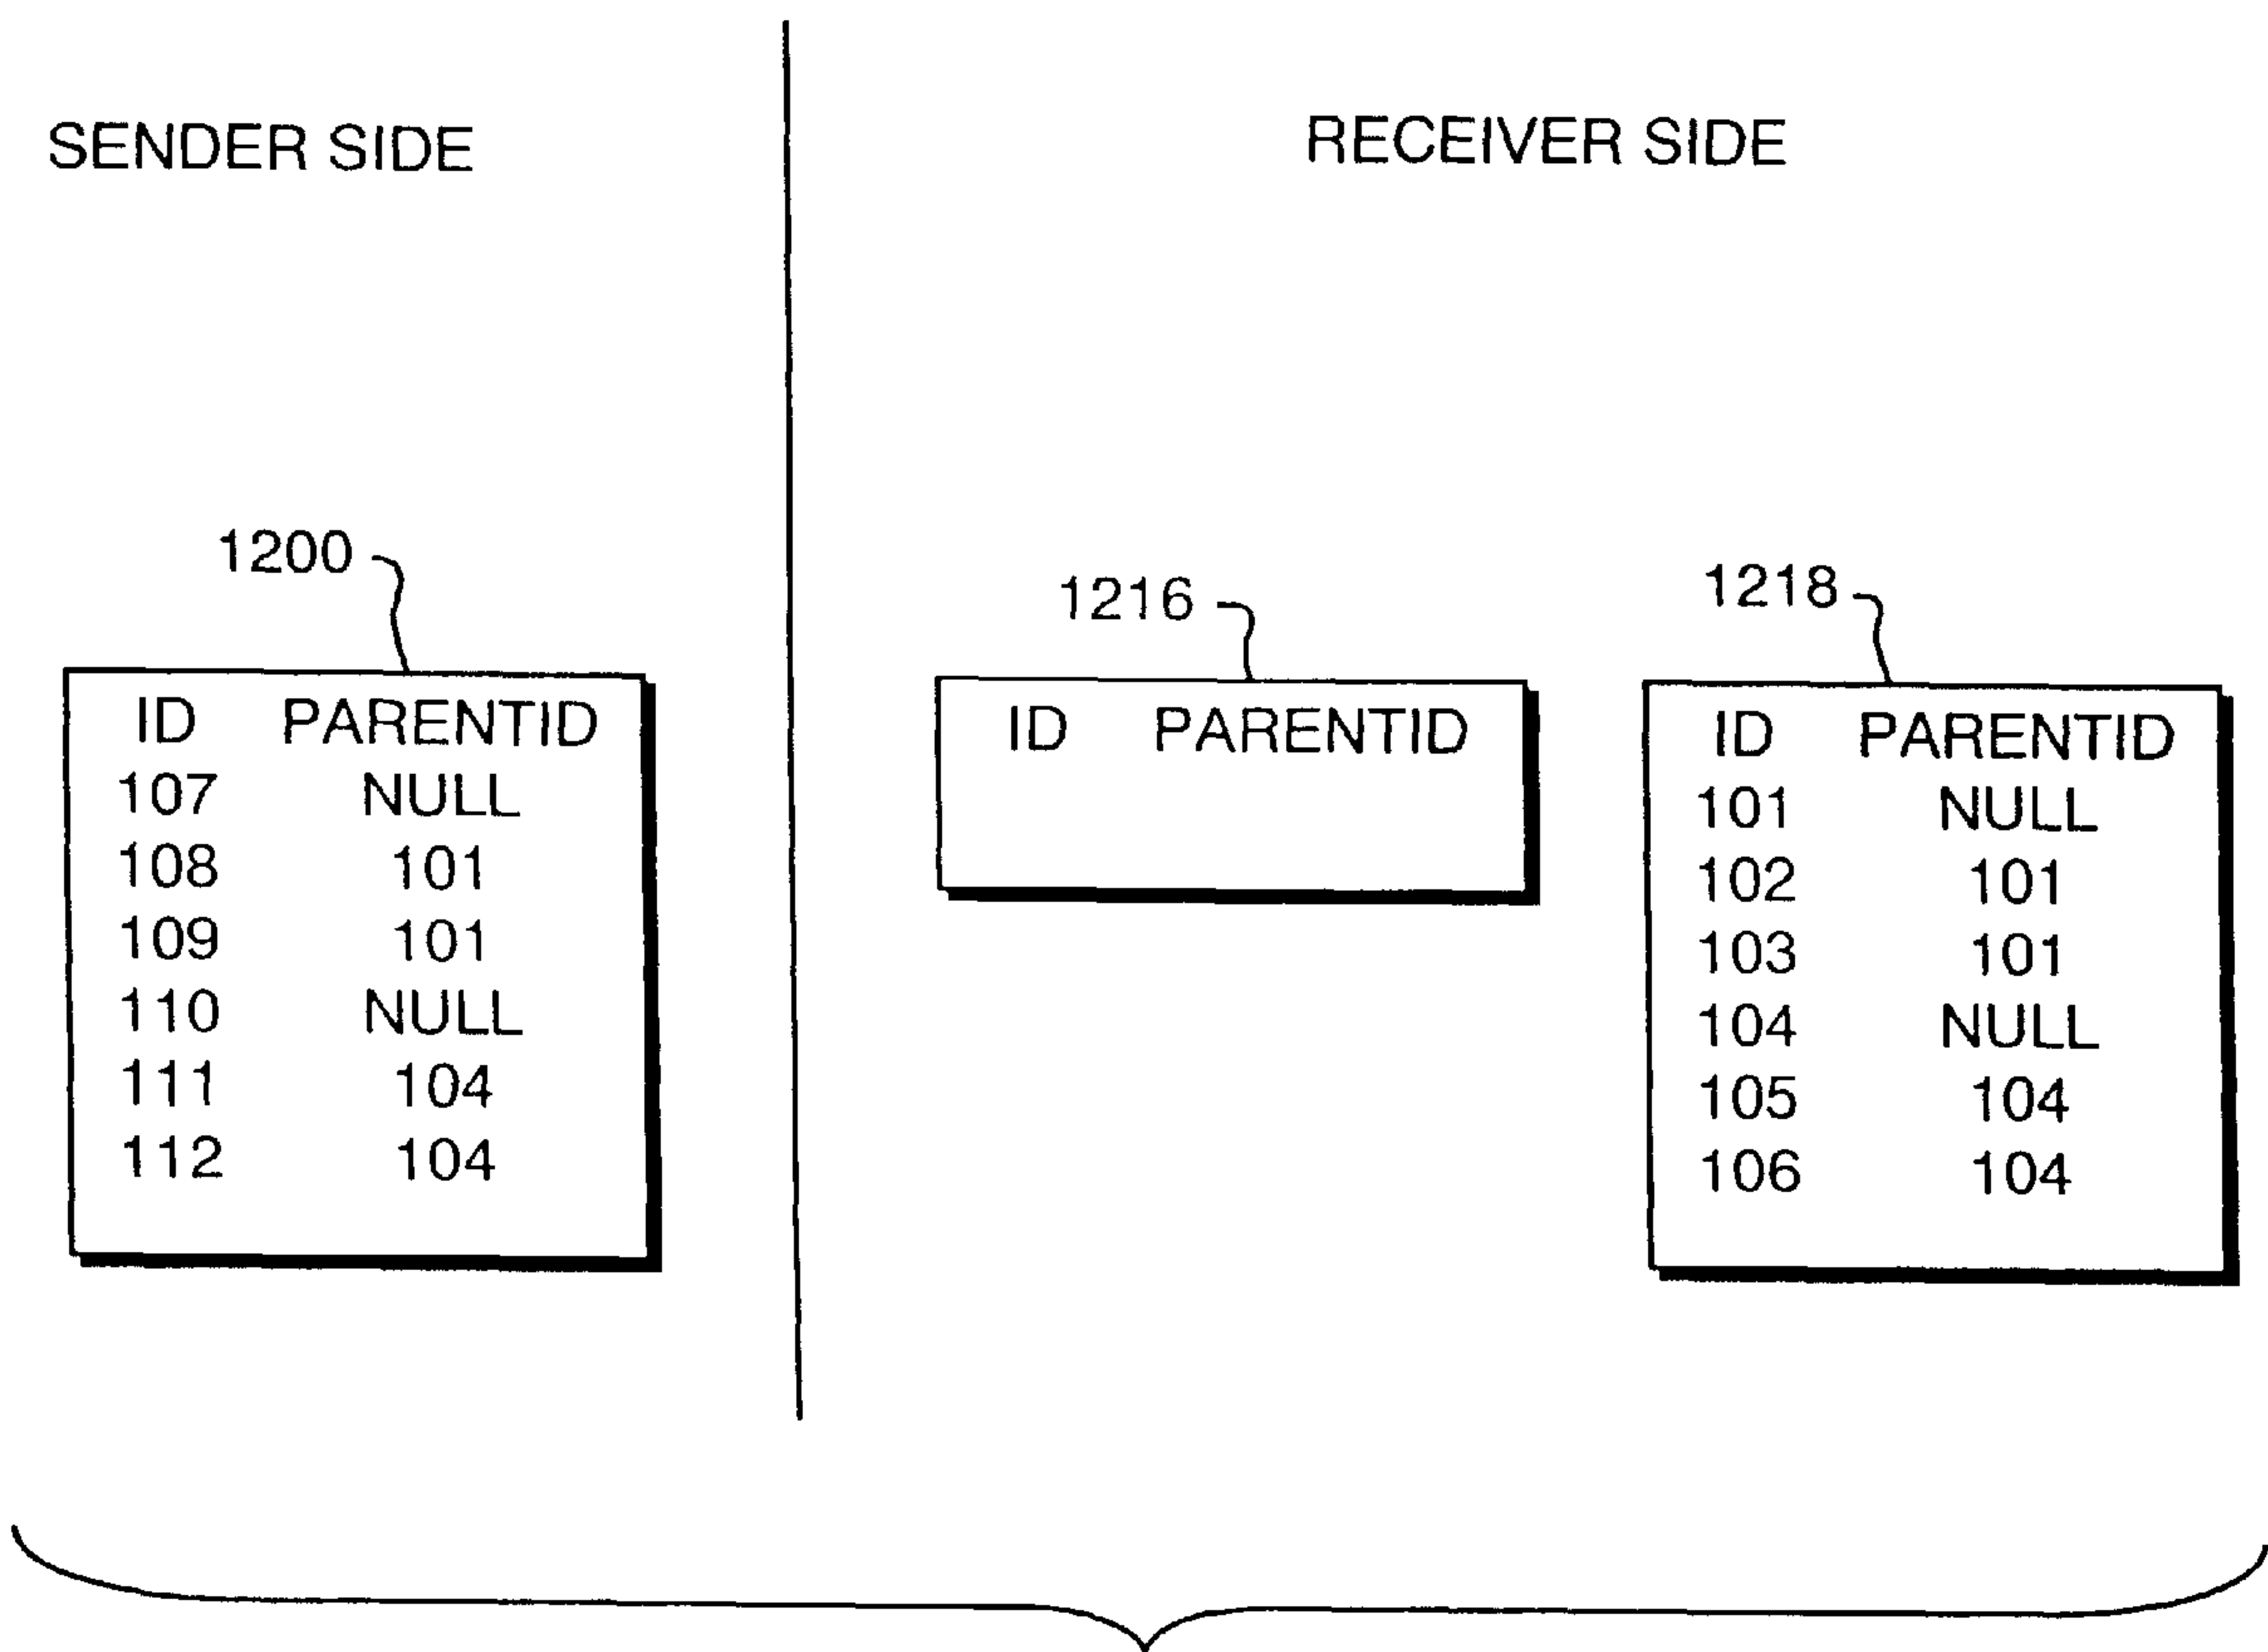 SENDER SIDE
RECEIVER SIDE
1200
ID PARENTID
107 NULL
108 101
109 101
110 NULL
111 104
112 104
1216
ID PARENTID
1218
ID PARENTID
101 NULL
102 101
103 101
104 NULL
105 104
106 104